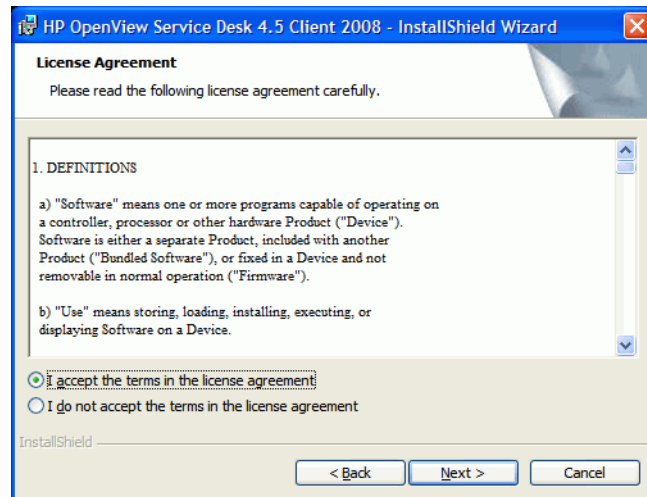 HP OpenView Service Desk 4.5 Client 2008 - InstallShield Wizard
License Agreement
Please read the following license agreement carefully.
1. DEFINITIONS
a) "Software" means one or more programs capable of operating on
a controller, processor or other hardware Product ("Device").
Software is either a separate Product, included with another
Product ("Bundled Software"), or fixed in a Device and not
removable in normal operation ("Firmware").
b) "Use" means storing, loading, installing, executing, or
displaying Software on a Device.
I accept the terms in the license agreement
I do not accept the terms in the license agreement
InstallShield
< Back Next > Cancel